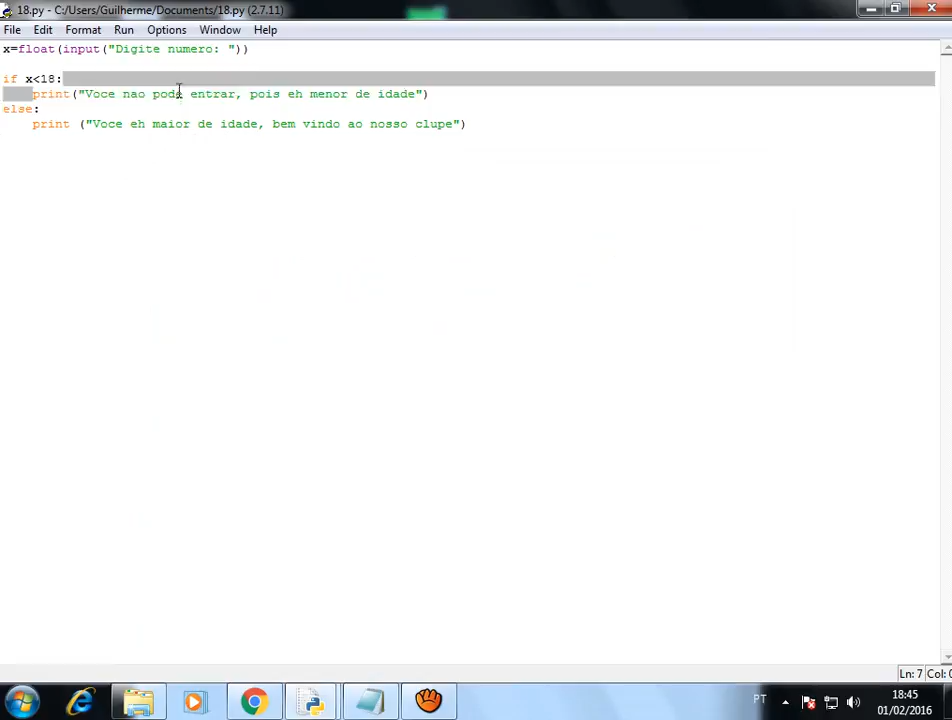 18.py - C:/Users/Guilherme/Documents/18.py (2.7.11)
File Edit Format Run Options Window Help
x=float(input("Digite numero: "))
if x<18:
print("Voce nao pode entrar, pois eh menor de idade")
else:
print ("Voce eh maior de idade, bem vindo ao nosso clupe")
Ln: 7 Col: 0
PT
18:45
01/02/2016